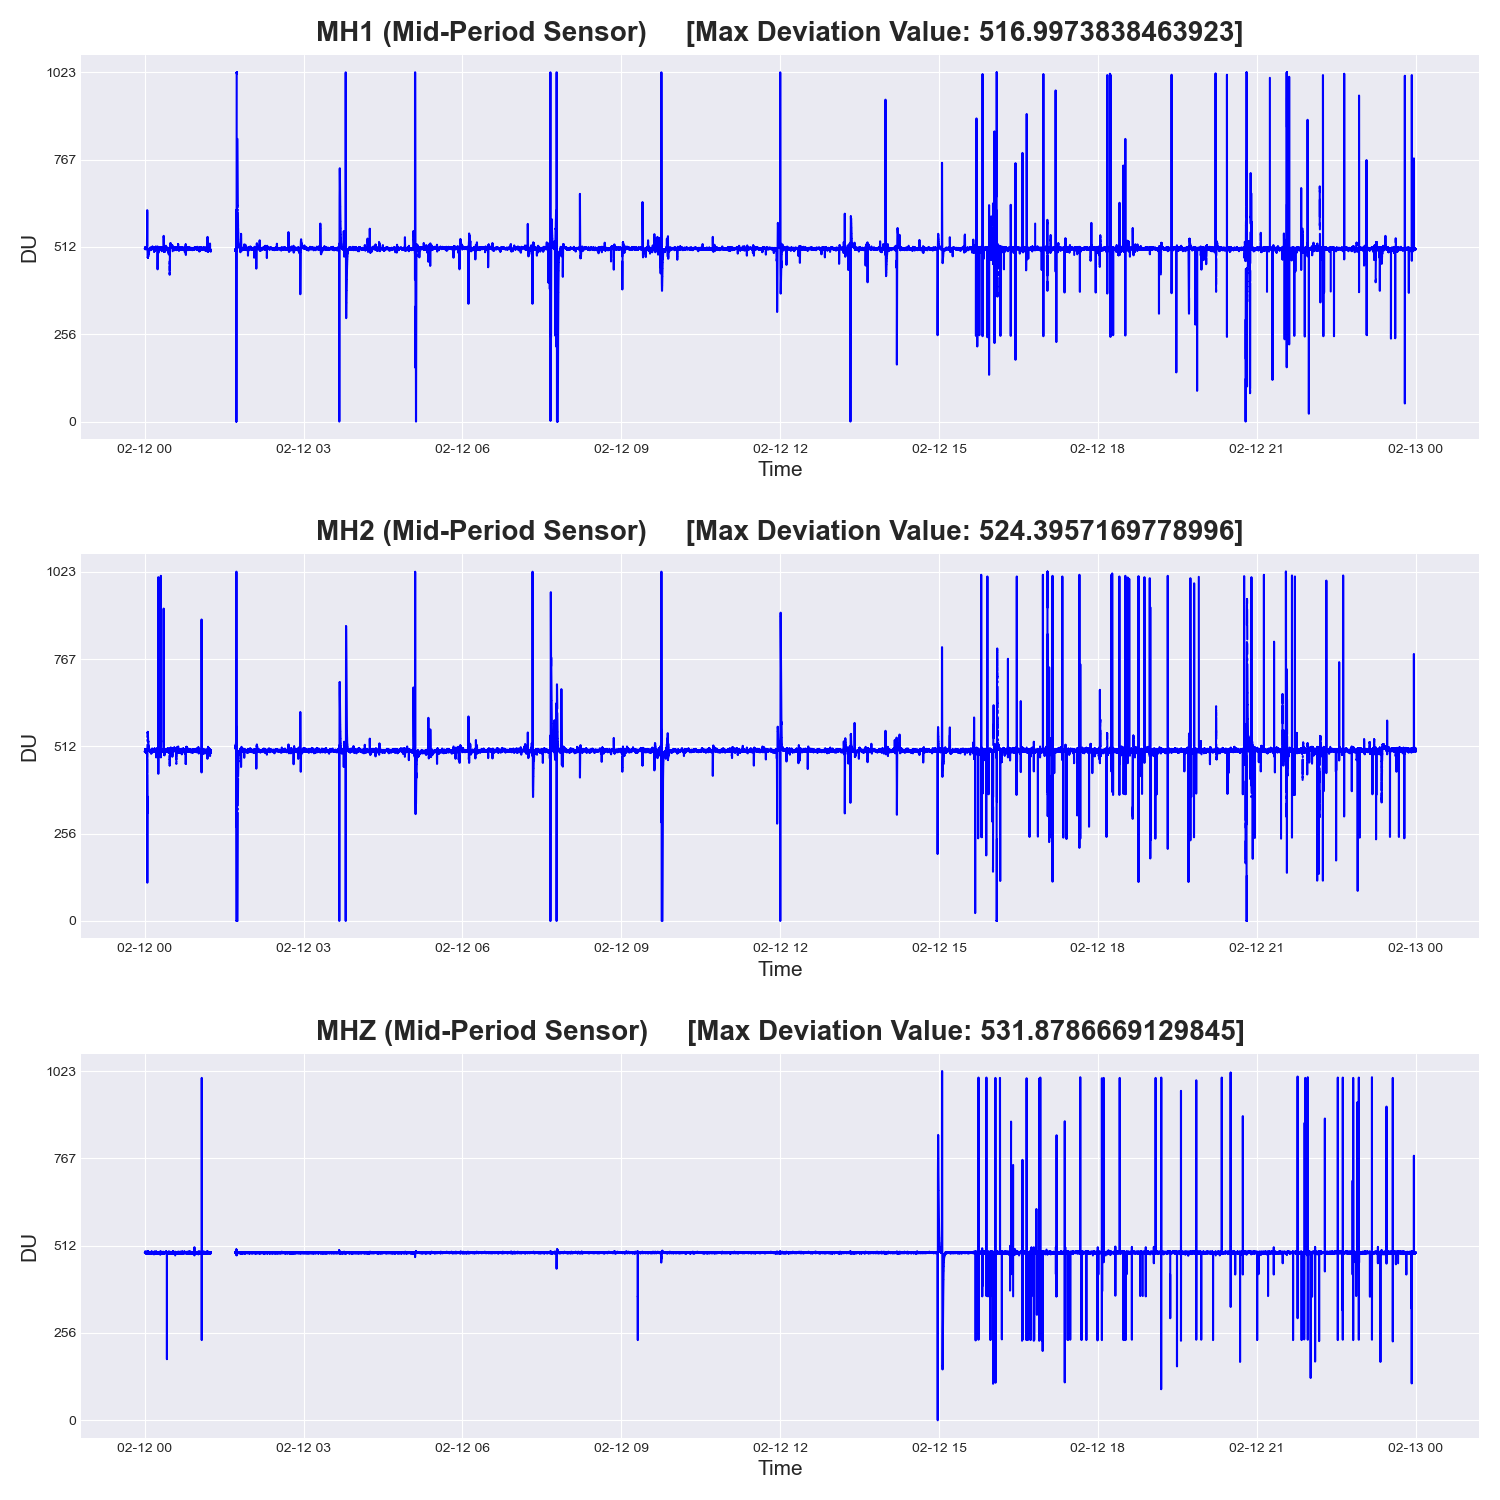 MH1 (Mid-Period Sensor) [Max Deviation Value: 516.9973838463923]
1023
767
512
256
0
DU
02-12 00 02-12 03 02-12 06 02-12 09 02-12 12 02-12 15 02-12 18 02-12 21 02-13 00
Time
MH2 (Mid-Period Sensor) [Max Deviation Value: 524.3957169778996]
1023
767
512
256
0
DU
02-12 00 02-12 03 02-12 06 02-12 09 02-12 12 02-12 15 02-12 18 02-12 21 02-13 00
Time
MHZ (Mid-Period Sensor) [Max Deviation Value: 531.8786669129845]
1023
767
512
256
0
DU
02-12 00 02-12 03 02-12 06 02-12 09 02-12 12 02-12 15 02-12 18 02-12 21 02-13 00
Time